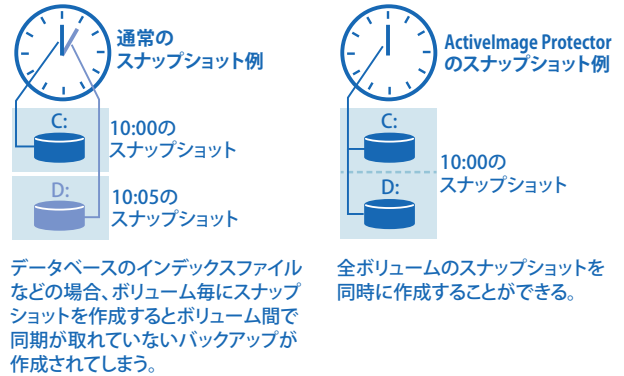 通常の
スナップショット例
C:
10:00の
スナップショット
D:
10:05の
スナップショット
データベースのインデックスファイル
などの場合、ボリューム毎にスナップ
ショットを作成するとボリューム間で
同期が取れていないバックアップが
作成されてしまう。
ActiveImage Protector
のスナップショット例
C:
D:
10:00の
スナップショット
全ボリュームのスナップショットを
同時に作成することができる。